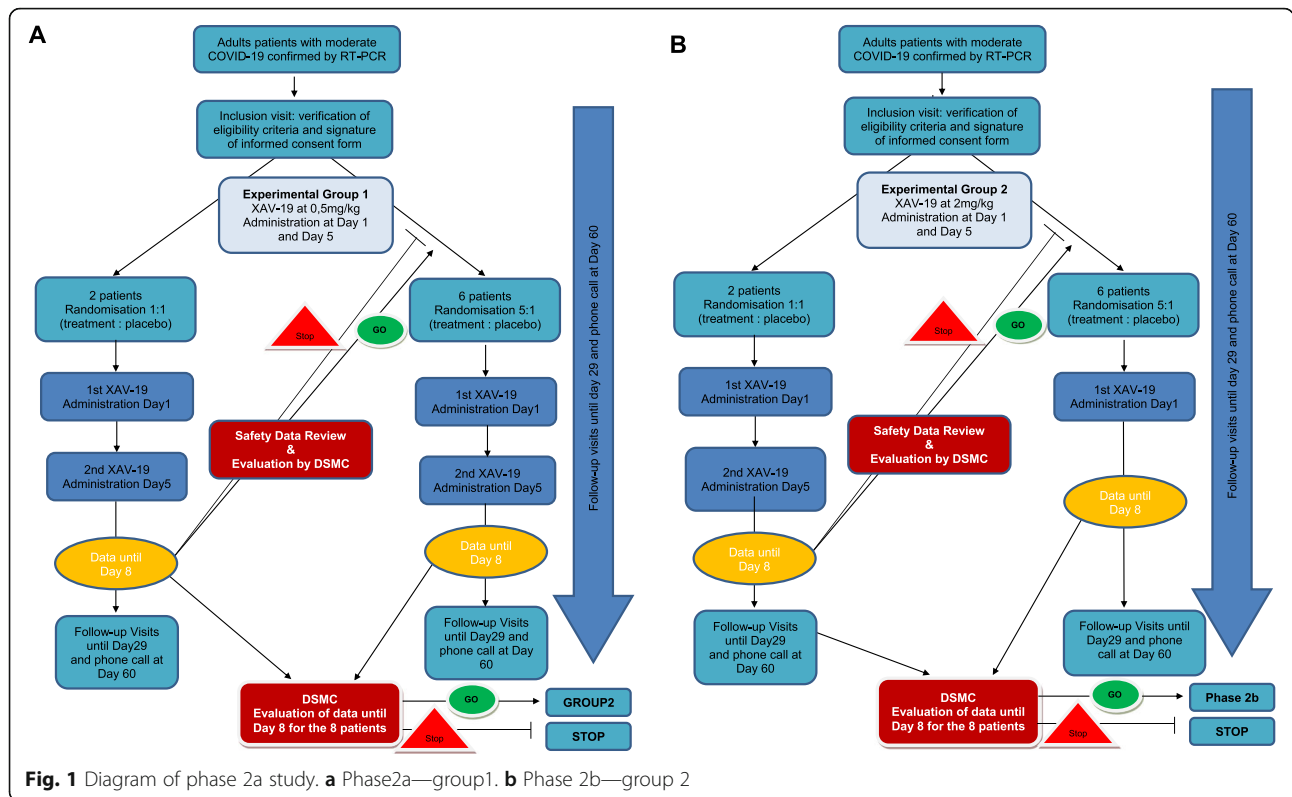 A
Adults patients with moderate
COVID-19 confirmed by RT-PCR
Inclusion visit: verification of
eligibility criteria and signature
of informed consent form
Experimental Group 1
XAV-19 at 0,5mg/kg
Administration at Day 1
and Day 5
2 patients
Randomisation 1:1
(treatment : placebo)
Stop
GO
6 patients
Randomisation 5:1
(treatment : placebo)
1st XAV-19
Administration Day1
1st XAV-19
Administration Day1
Safety Data Review
&
Evaluation by DSMC
2nd XAV-19
Administration Day5
2nd XAV-19
Administration Day5
Data until
Day 8
Data until
Day 8
Follow-up Visits
until Day29
and phone call at
Day 60
Follow-up Visits
until Day29 and
phone call at Day
60
DSMC
Evaluation of data until
Day 8 for the 8 patients
GO
GROUP2
Stop
STOP
Follow-up visits until day 29 and phone call at Day 60
B
Adults patients with moderate
COVID-19 confirmed by RT-PCR
Inclusion visit: verification of
eligibility criteria and signature
of informed consent form
Experimental Group 2
XAV-19 at 2mg/kg
Administration at Day 1
and Day 5
2 patients
Randomisation 1:1
(treatment : placebo)
Stop
GO
6 patients
Randomisation 5:1
(treatment : placebo)
1st XAV-19
Administration Day1
1st XAV-19
Administration Day1
Safety Data Review
&
Evaluation by DSMC
2nd XAV-19
Administration Day5
Data until
Day 8
Data until
Day 8
Follow-up Visits
until Day29
and phone call at
Day 60
Follow-up Visits until
Day29 and phone
call at Day 60
DSMC
Evaluation of data until
Day 8 for the 8 patients
GO
Phase 2b
Stop
STOP
Follow-up visits until day 29 and phone call at Day 60
Fig. 1 Diagram of phase 2a study. a Phase2a—group1. b Phase 2b—group 2